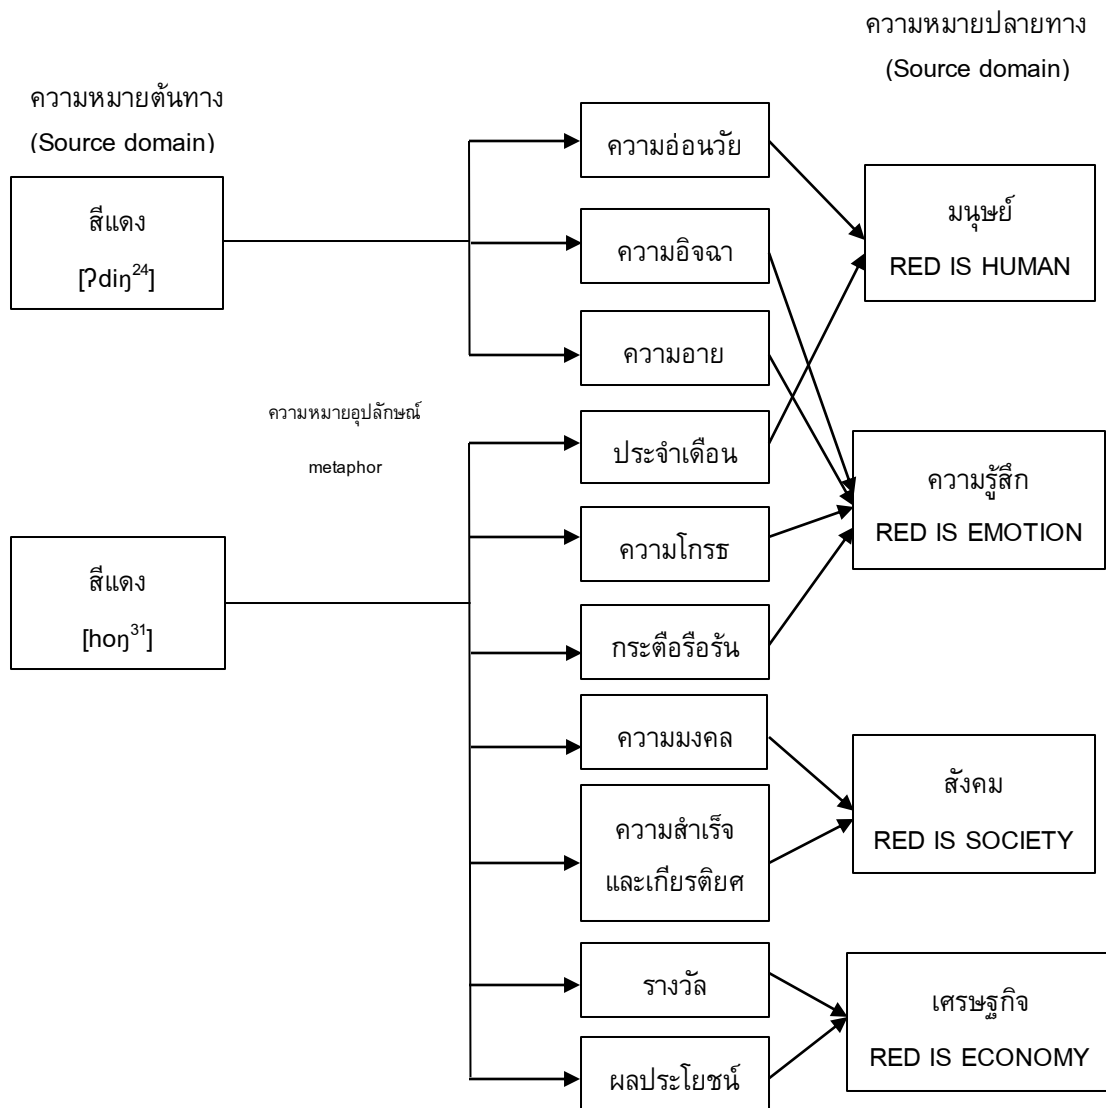 ความหมายปลายทาง
(Source domain)
ความหมายต้นทาง
(Source domain)
สีแดง
[ʔdiŋ²⁴]
ความหมายอุปลักษณ์
metaphor
สีแดง
[hoŋ³¹]
ความอ่อนวัย
ความอิจฉา
ความอาย
ประจำเดือน
ความโกรธ
กระตือรือร้น
ความมงคล
ความสำเร็จ
และเกียรติยศ
รางวัล
ผลประโยชน์
มนุษย์
RED IS HUMAN
ความรู้สึก
RED IS EMOTION
สังคม
RED IS SOCIETY
เศรษฐกิจ
RED IS ECONOMY